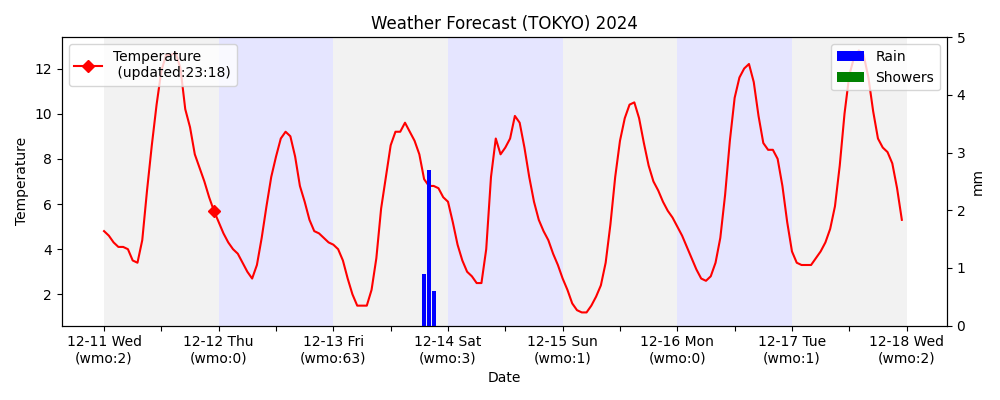 Weather Forecast (TOKYO) 2024
Temperature
(updated:23:18)
Rain
Showers
Temperature
12
10
8
6
4
2
5
4
3
2
1
0
mm
12-11 Wed
(wmo:2)
12-12 Thu
(wmo:0)
12-13 Fri
(wmo:63)
12-14 Sat
(wmo:3)
12-15 Sun
(wmo:1)
12-16 Mon
(wmo:0)
12-17 Tue
(wmo:1)
12-18 Wed
(wmo:2)
Date